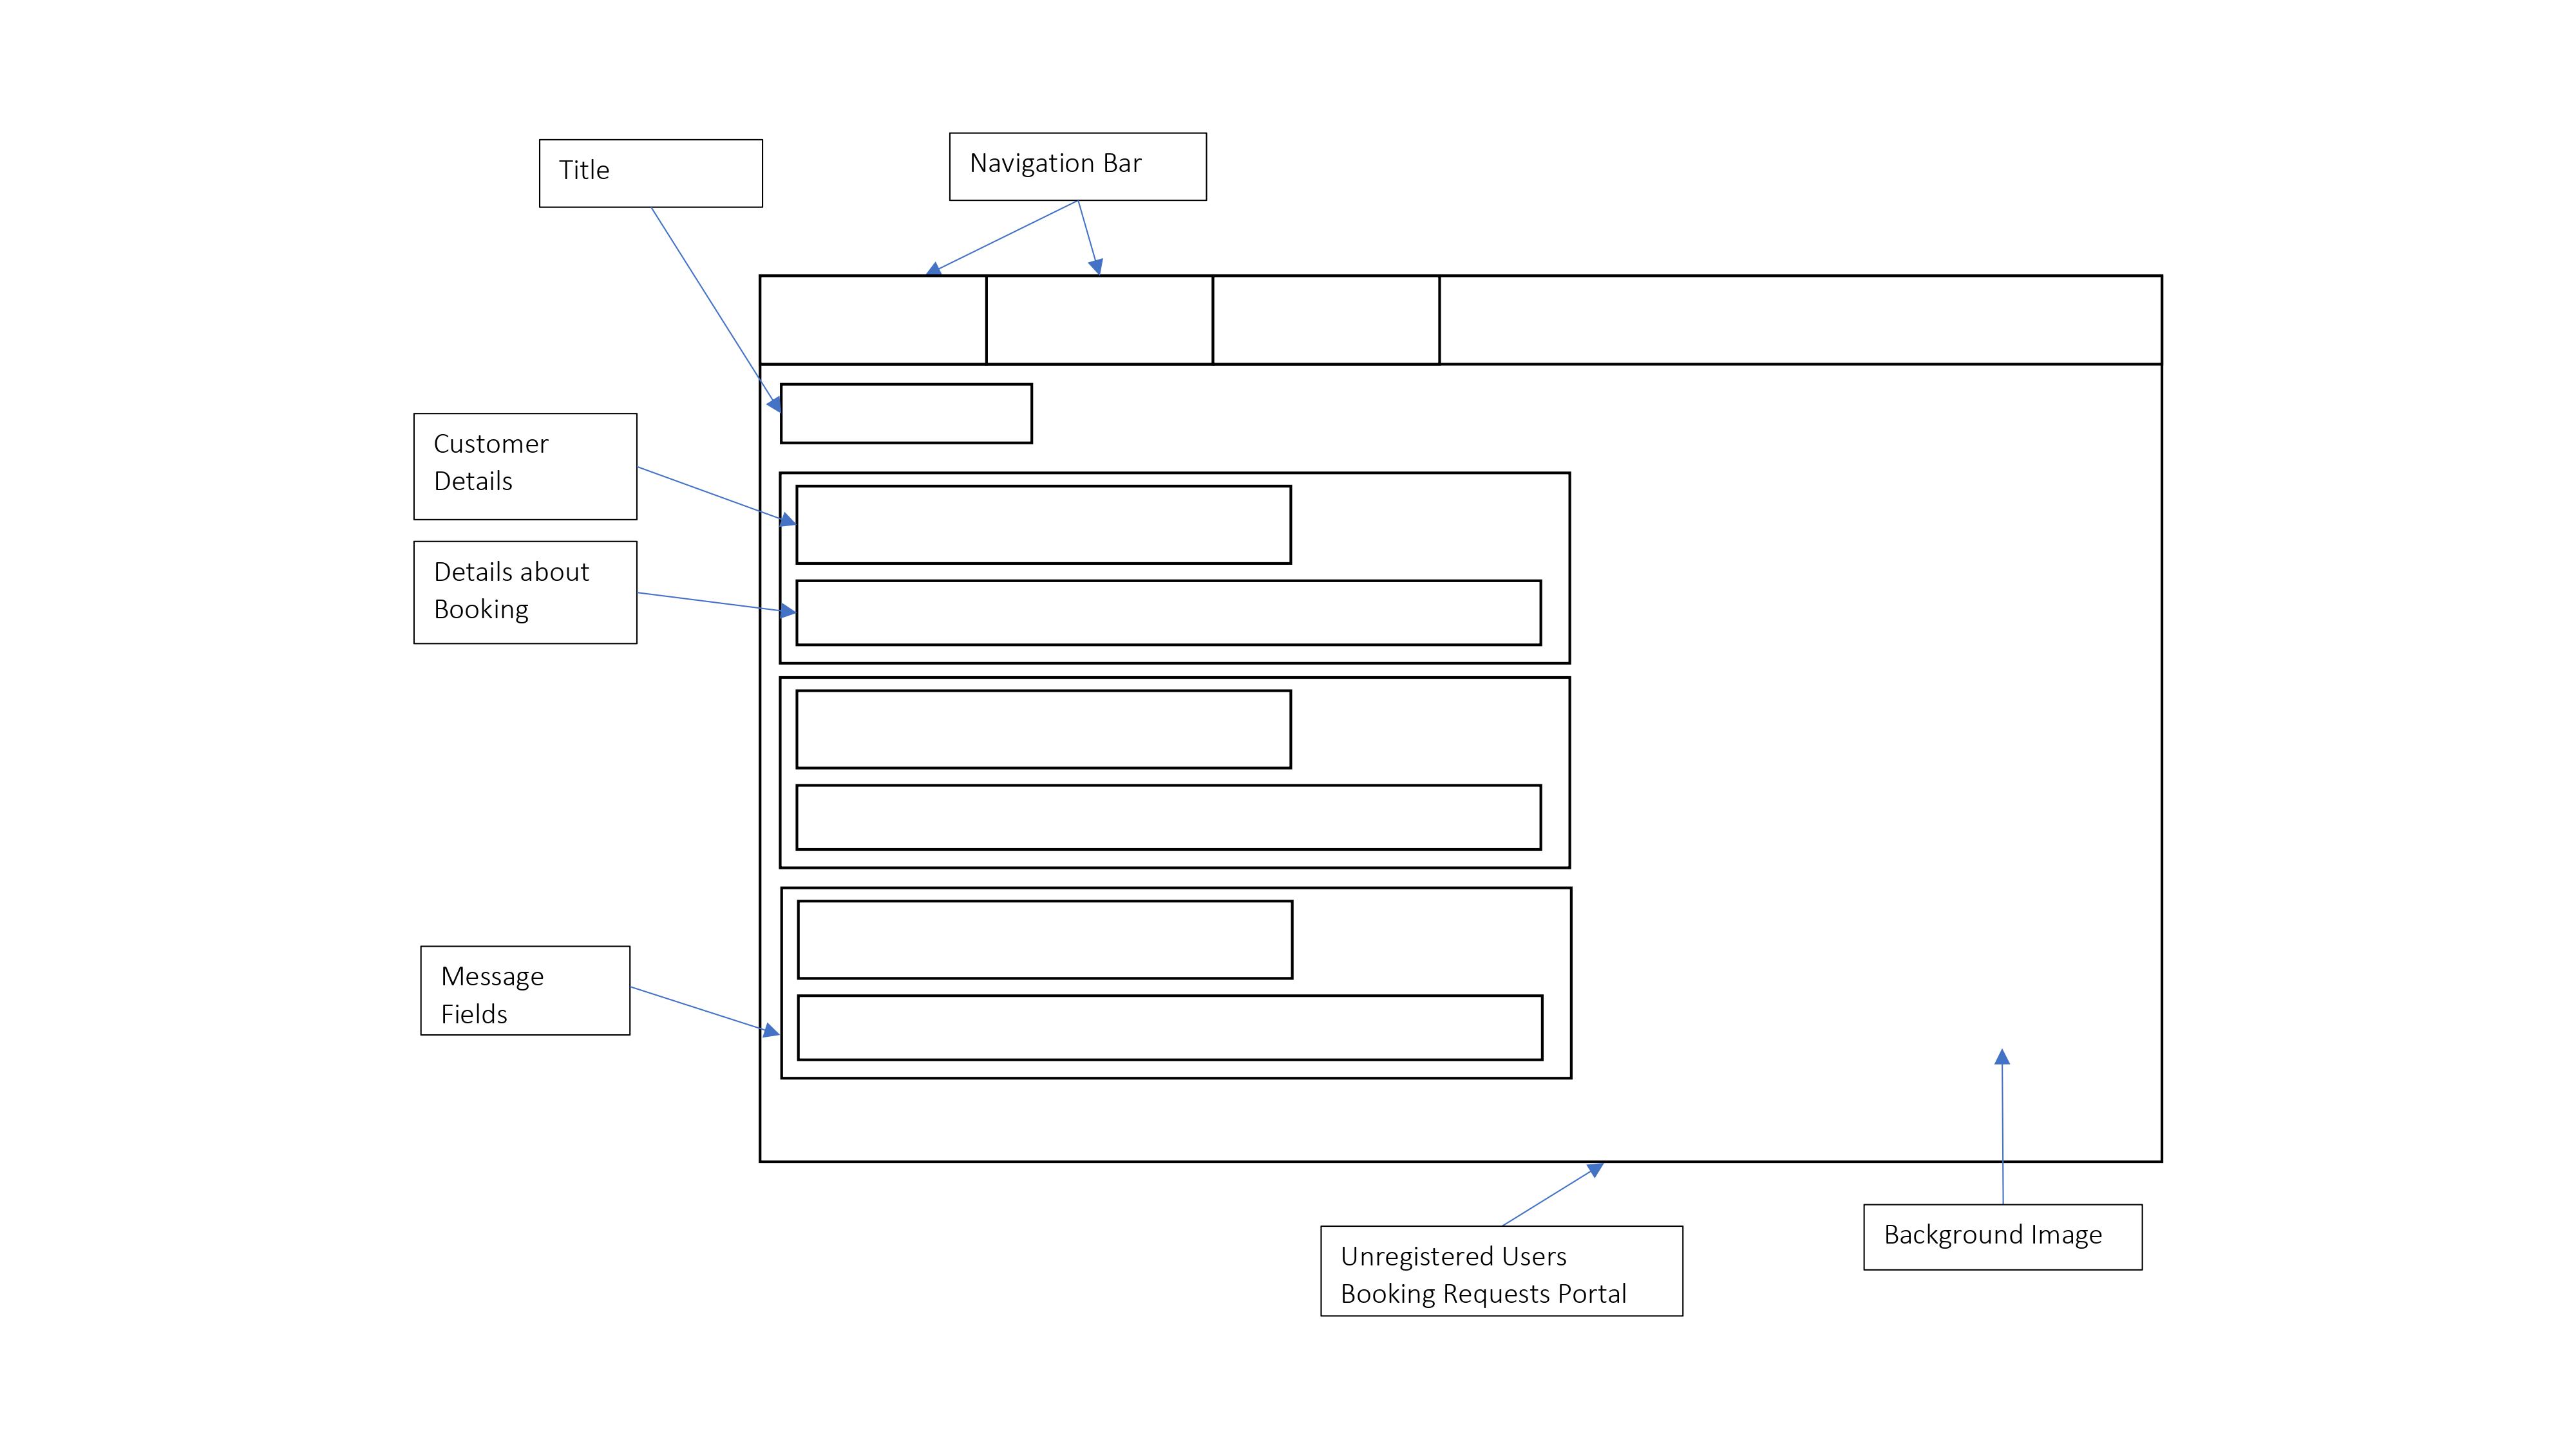 Title
Navigation Bar
Customer
Details
Details about
Booking
Message
Fields
Unregistered Users
Booking Requests Portal
Background Image